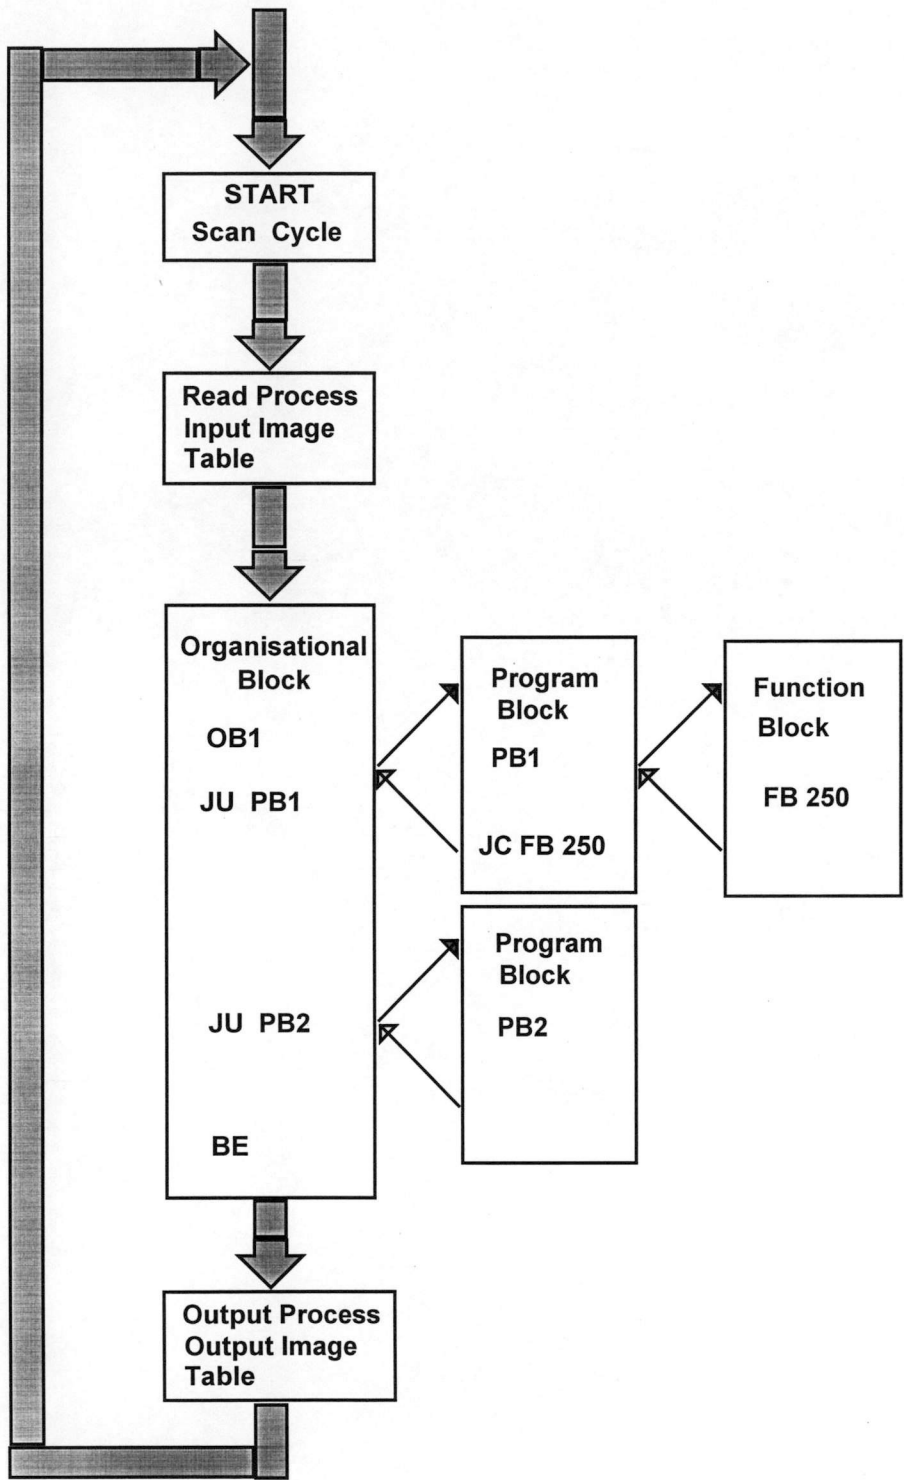 START
Scan Cycle
Read Process
Input Image
Table
Organisational
Block
OB1
JU PB1
JU PB2
BE
Program
Block
PB1
JC FB 250
Function
Block
FB 250
Program
Block
PB2
Output Process
Output Image
Table